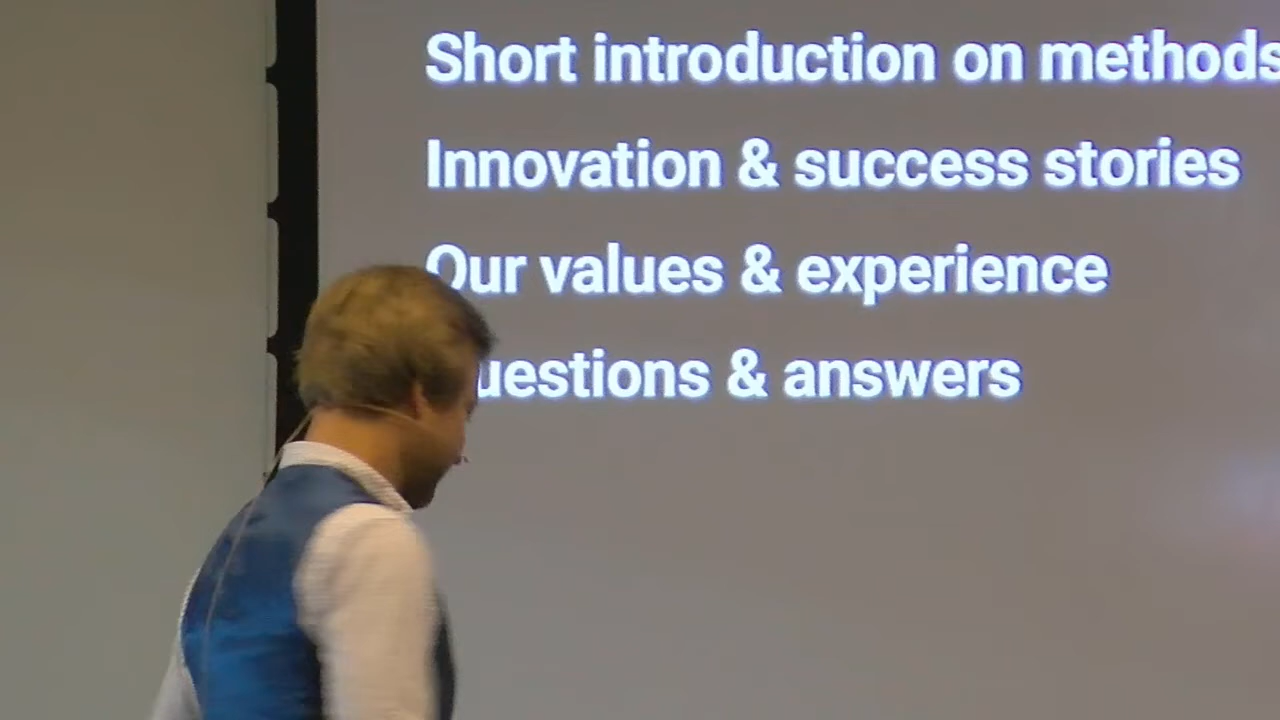 Short introduction on methods
Innovation & success stories
Our values & experience
uestions & answers